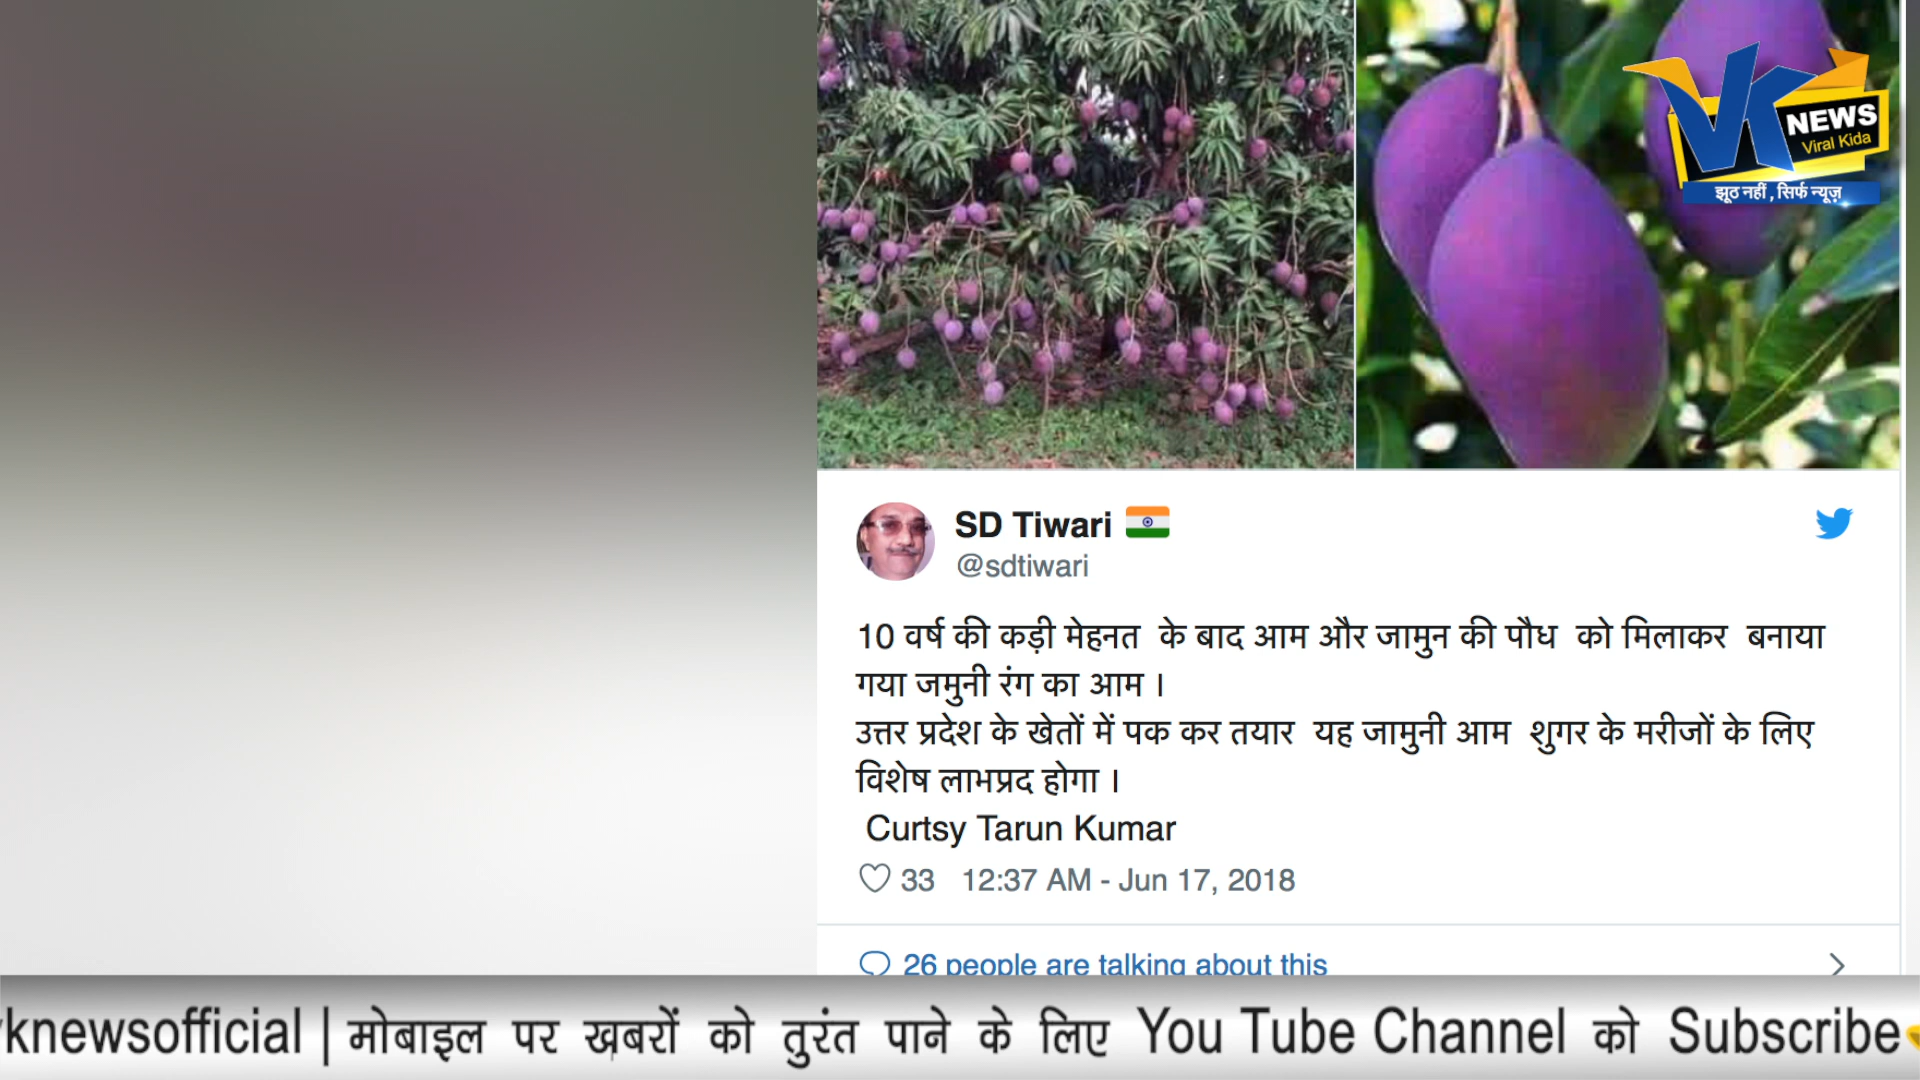 NEWS
Viral Kida
झूठ नहीं , सिर्फ न्यूज़
SD Tiwari
@sdtiwari
10 वर्ष की कड़ी मेहनत के बाद आम और जामुन की पौध को मिलाकर बनाया
गया जमुनी रंग का आम ।
उत्तर प्रदेश के खेतों में पक कर तयार यह जामुनी आम शुगर के मरीजों के लिए
विशेष लाभप्रद होगा ।
Curtsy Tarun Kumar
33 12:37 AM - Jun 17, 2018
26 people are talking about this
knewsofficial | मोबाइल पर ख़बरों को तुरंत पाने के लिए You Tube Channel को Subscribe